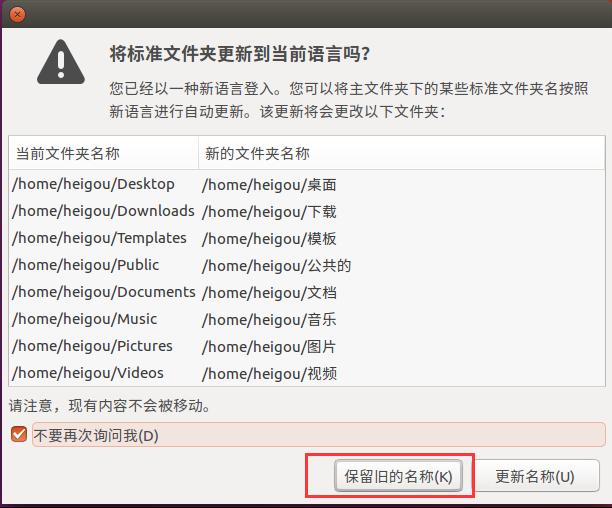 将标准文件夹更新到当前语言吗?
您已经以一种新语言登入。您可以将主文件夹下的某些标准文件夹名按照
新语言进行自动更新。该更新将会更改以下文件夹：
当前文件夹名称 新的文件夹名称
/home/heigou/Desktop /home/heigou/桌面
/home/heigou/Downloads /home/heigou/下载
/home/heigou/Templates /home/heigou/模板
/home/heigou/Public /home/heigou/公共的
/home/heigou/Documents /home/heigou/文档
/home/heigou/Music /home/heigou/音乐
/home/heigou/Pictures /home/heigou/图片
/home/heigou/Videos /home/heigou/视频
请注意，现有内容不会被移动。
不要再次询问我(D)
保留旧的名称(K) 更新名称(U)